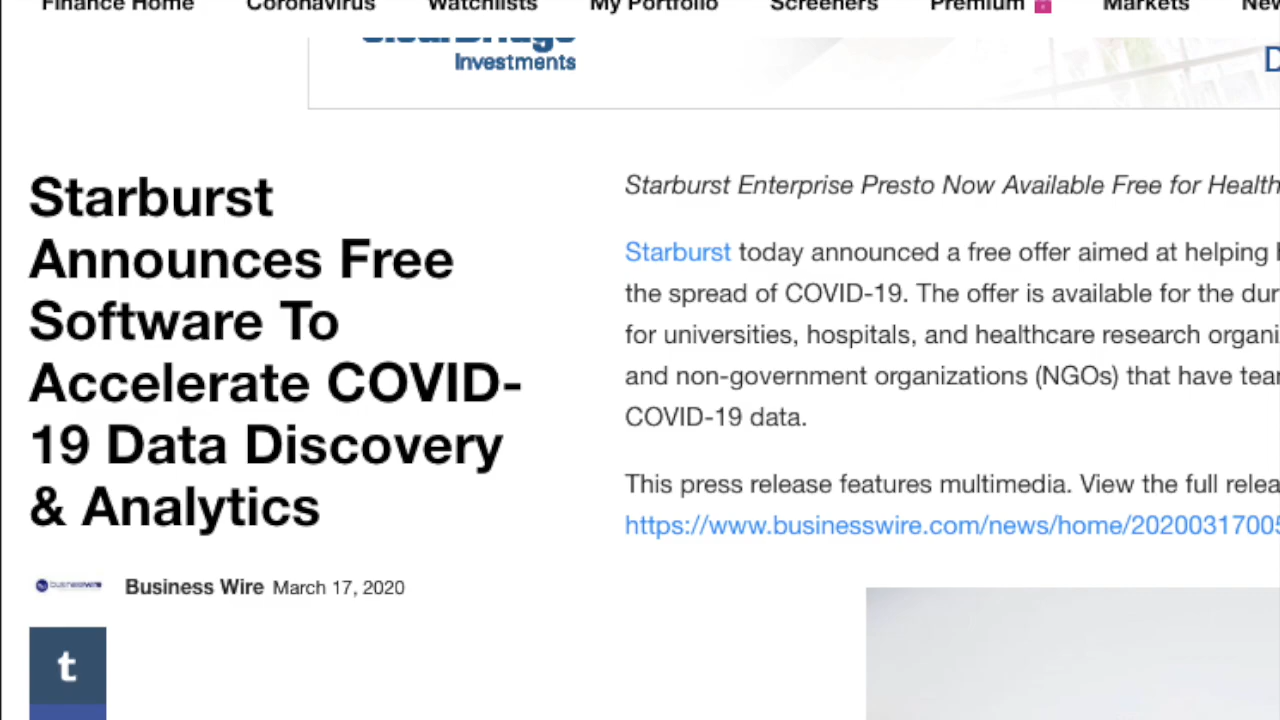 Finance Home Coronavirus Watchlists My Portfolio Screeners Premium Markets
ClearBridge
Investments
D
Starburst
Announces Free
Software To
Accelerate COVID-
19 Data Discovery
& Analytics
businesswire
Business Wire March 17, 2020
t
Starburst Enterprise Presto Now Available Free for Health
Starburst today announced a free offer aimed at helping
the spread of COVID-19. The offer is available for the dur
for universities, hospitals, and healthcare research organi
and non-government organizations (NGOs) that have tea
COVID-19 data.
This press release features multimedia. View the full relea
https://www.businesswire.com/news/home/20200317005